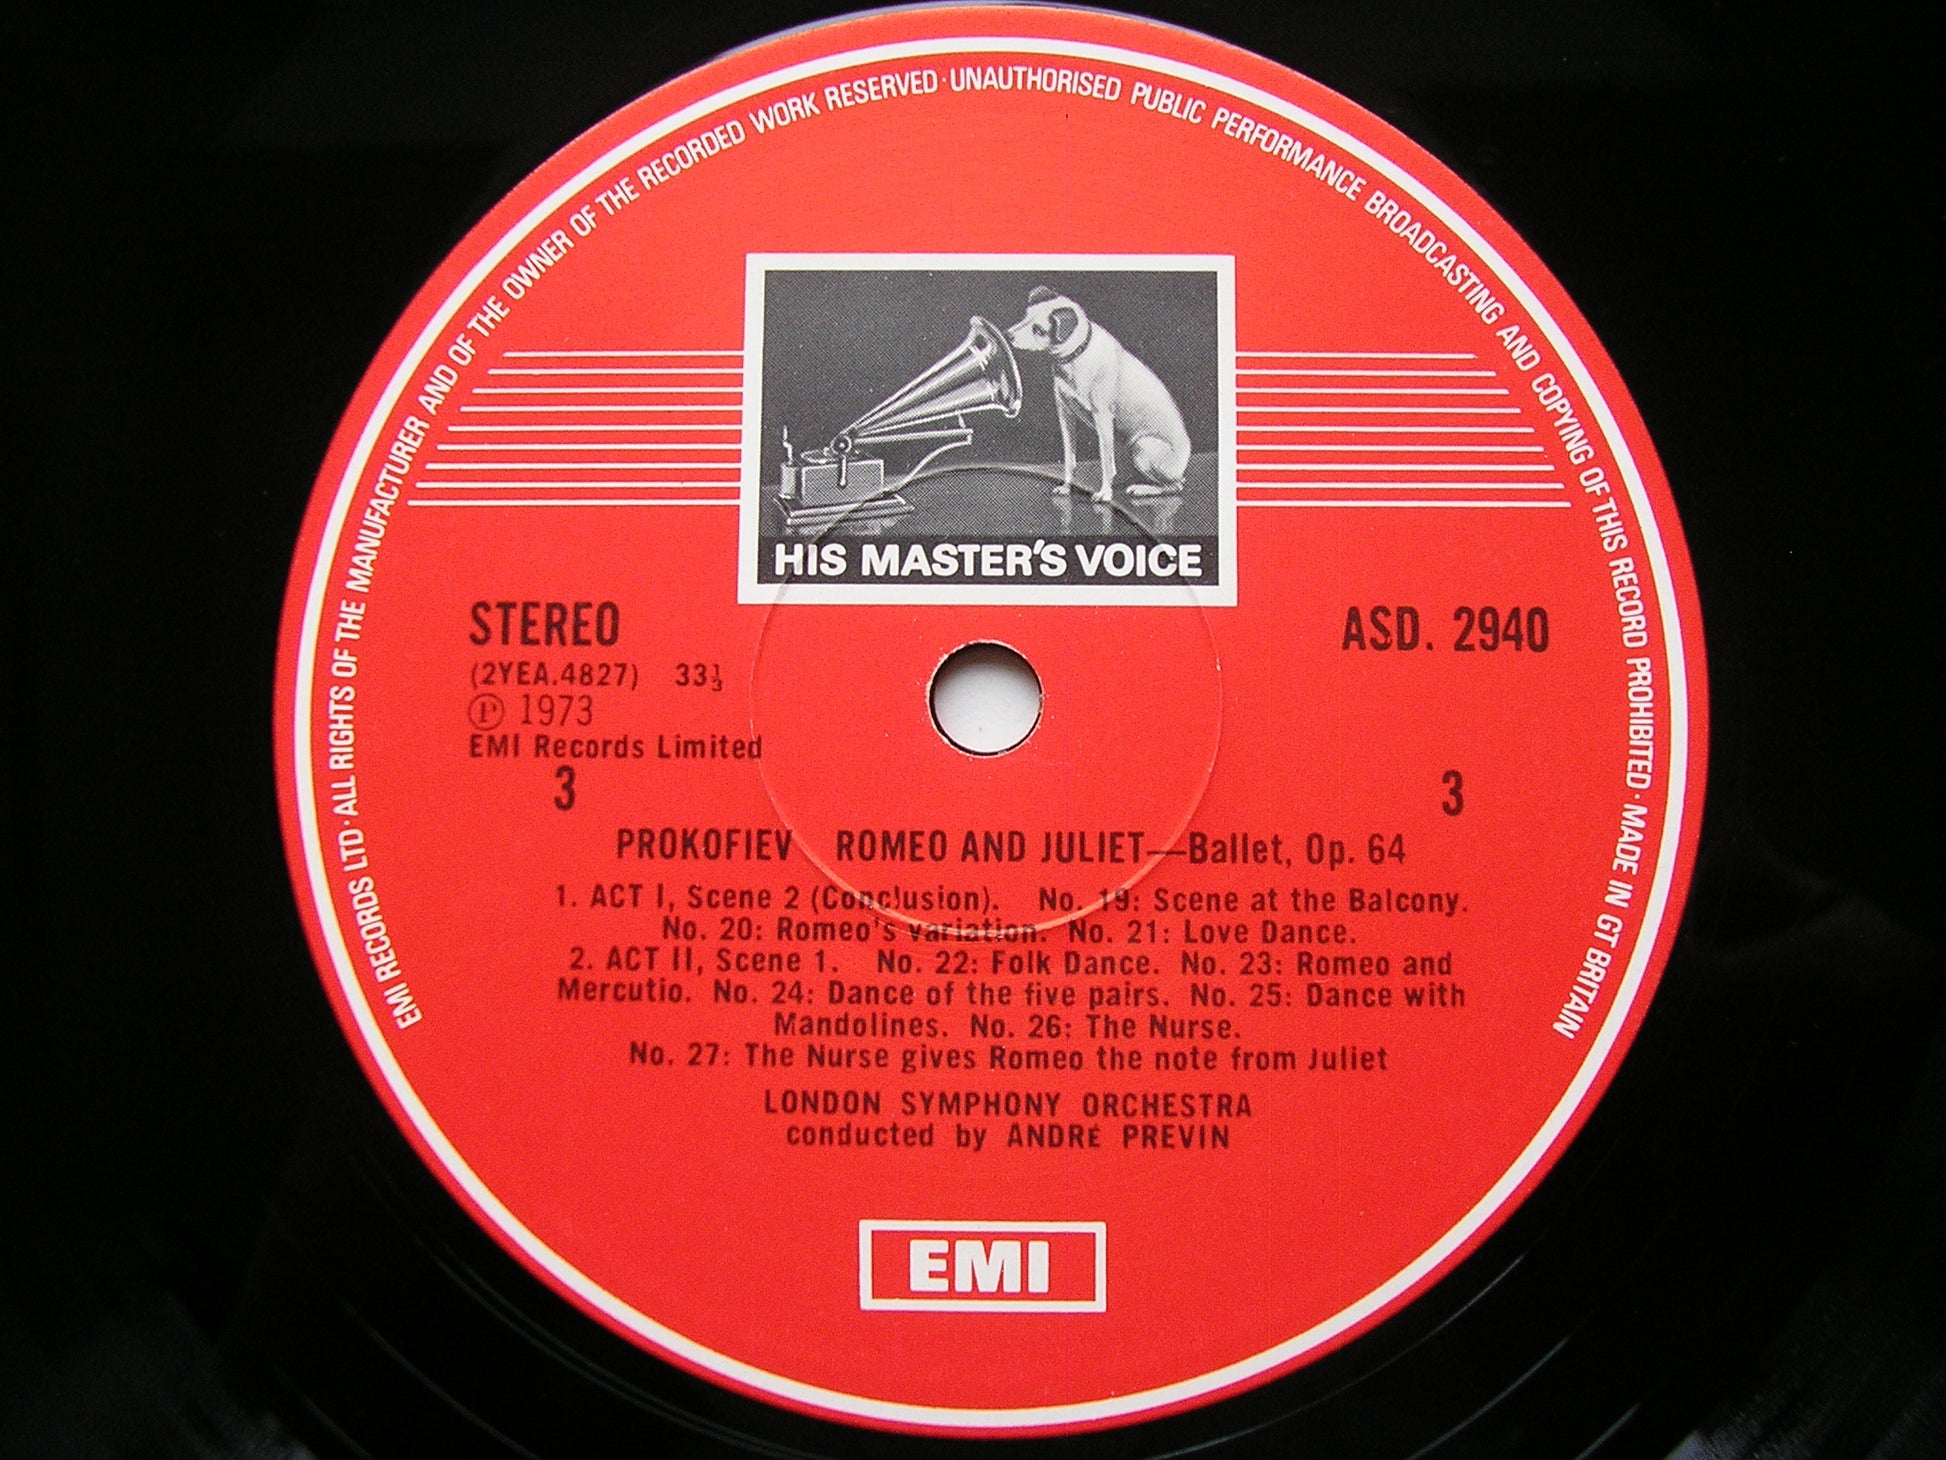 EMI RECORDS LTD·ALL RIGHTS OF THE MANUFACTURER AND OF THE OWNER OF THE RECORDED WORK RESERVED·UNAUTHORISED PUBLIC PERFORMANCE BROADCASTING AND COPYING OF THIS RECORD PROHIBITED·MADE IN GT BRITAIN
HIS MASTER'S VOICE
STEREO ASD. 2940
(2YEA.4827) 33⅓
Ⓟ 1973
EMI Records Limited
3 3
PROKOFIEV ROMEO AND JULIET—Ballet, Op. 64
1. ACT I, Scene 2 (Conclusion). No. 19: Scene at the Balcony.
No. 20: Romeo's variation. No. 21: Love Dance.
2. ACT II, Scene 1. No. 22: Folk Dance. No. 23: Romeo and
Mercutio. No. 24: Dance of the five pairs. No. 25: Dance with
Mandolines. No. 26: The Nurse.
No. 27: The Nurse gives Romeo the note from Juliet
LONDON SYMPHONY ORCHESTRA
conducted by ANDRÉ PREVIN
EMI